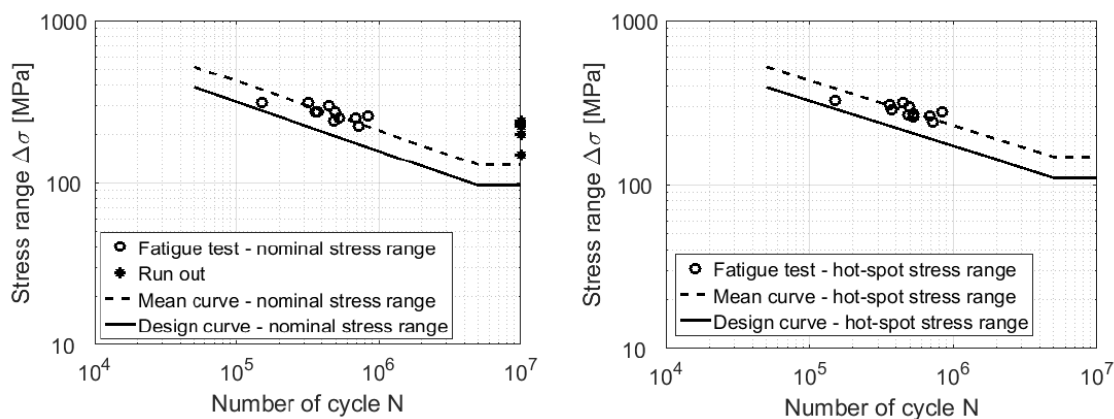 1000
100
10
Stress range Δσ [MPa]
Fatigue test - nominal stress range
Run out
Mean curve - nominal stress range
Design curve - nominal stress range
10^4
10^5
10^6
10^7
Number of cycle N
1000
100
10
Stress range Δσ [MPa]
Fatigue test - hot-spot stress range
Mean curve - hot-spot stress range
Design curve - hot-spot stress range
10^4
10^5
10^6
10^7
Number of cycle N